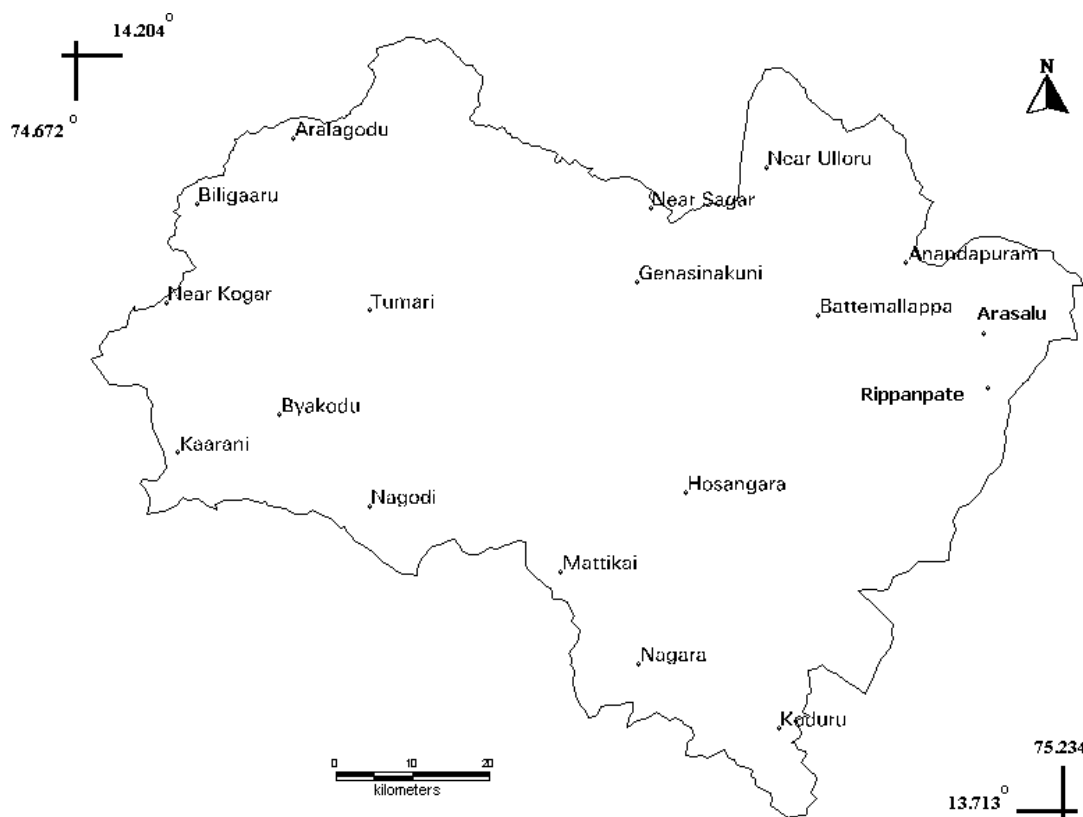 14.204°
74.672°
N
Aralagodu
Near Ulloru
Biligaaru
Near Sagar
Anandapuram
Genasinakuni
Near Kogar
Tumari
Battemallappa
Arasalu
Rippanpate
Byakodu
Kaarani
Hosangara
Nagodi
Mattikai
Nagara
Koduru
75.234
0 10 20
kilometers
13.713°